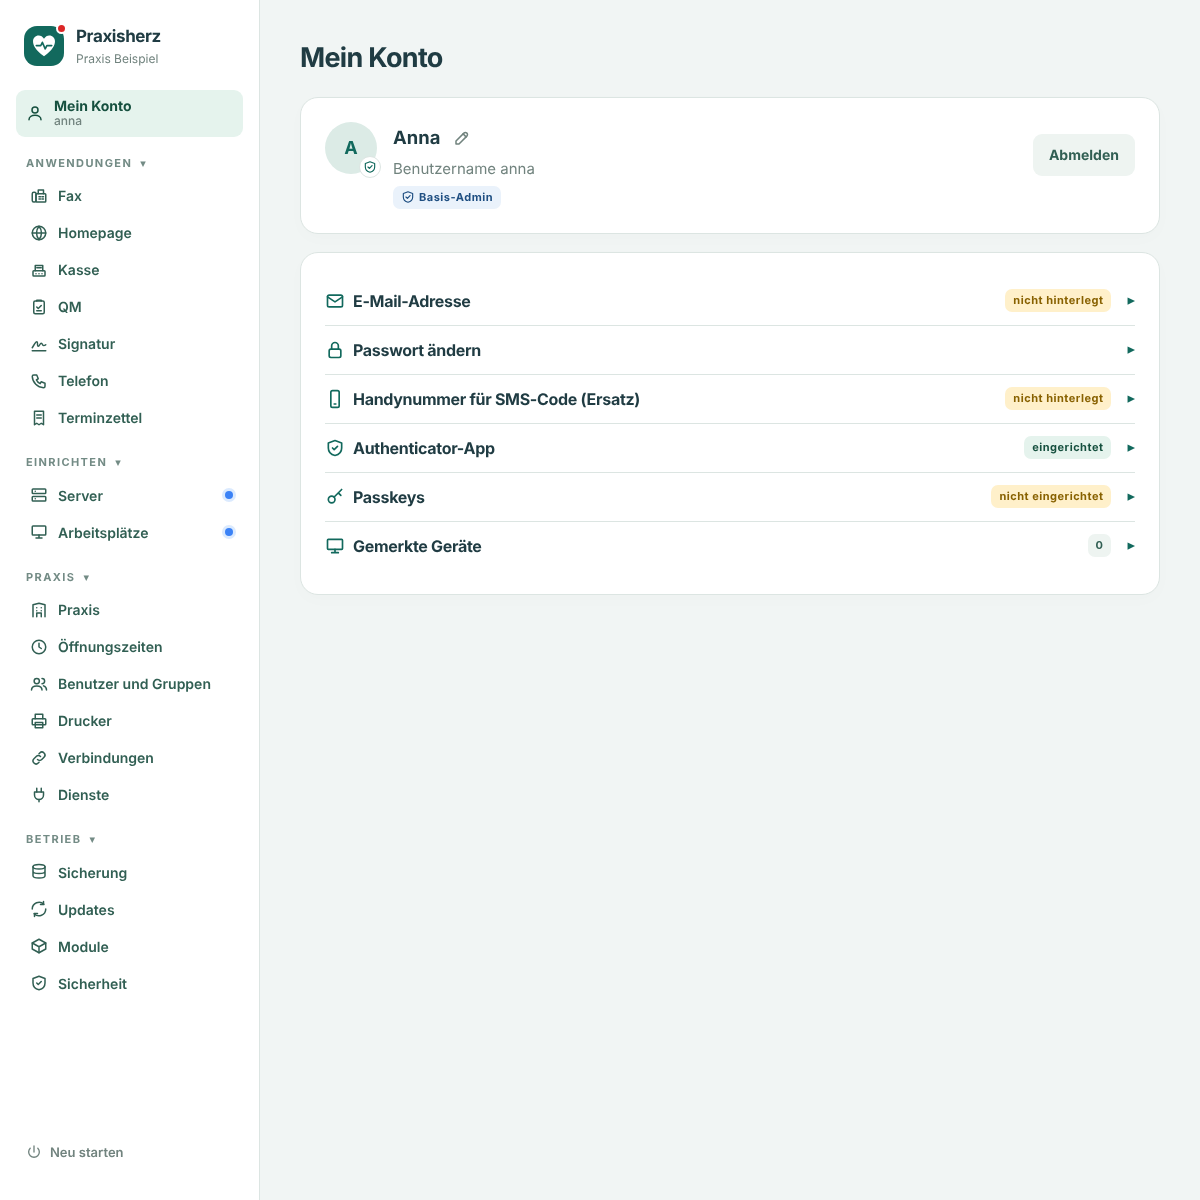 Praxisherz
Praxis Beispiel
Mein Konto
anna
ANWENDUNGEN ▾
Fax
Homepage
Kasse
QM
Signatur
Telefon
Terminzettel
EINRICHTEN ▾
Server
Arbeitsplätze
PRAXIS ▾
Praxis
Öffnungszeiten
Benutzer und Gruppen
Drucker
Verbindungen
Dienste
BETRIEB ▾
Sicherung
Updates
Module
Sicherheit
Neu starten
Mein Konto
A
Anna
Benutzername anna
Basis-Admin
Abmelden
E-Mail-Adresse nicht hinterlegt ▸
Passwort ändern ▸
Handynummer für SMS-Code (Ersatz) nicht hinterlegt ▸
Authenticator-App eingerichtet ▸
Passkeys nicht eingerichtet ▸
Gemerkte Geräte 0 ▸